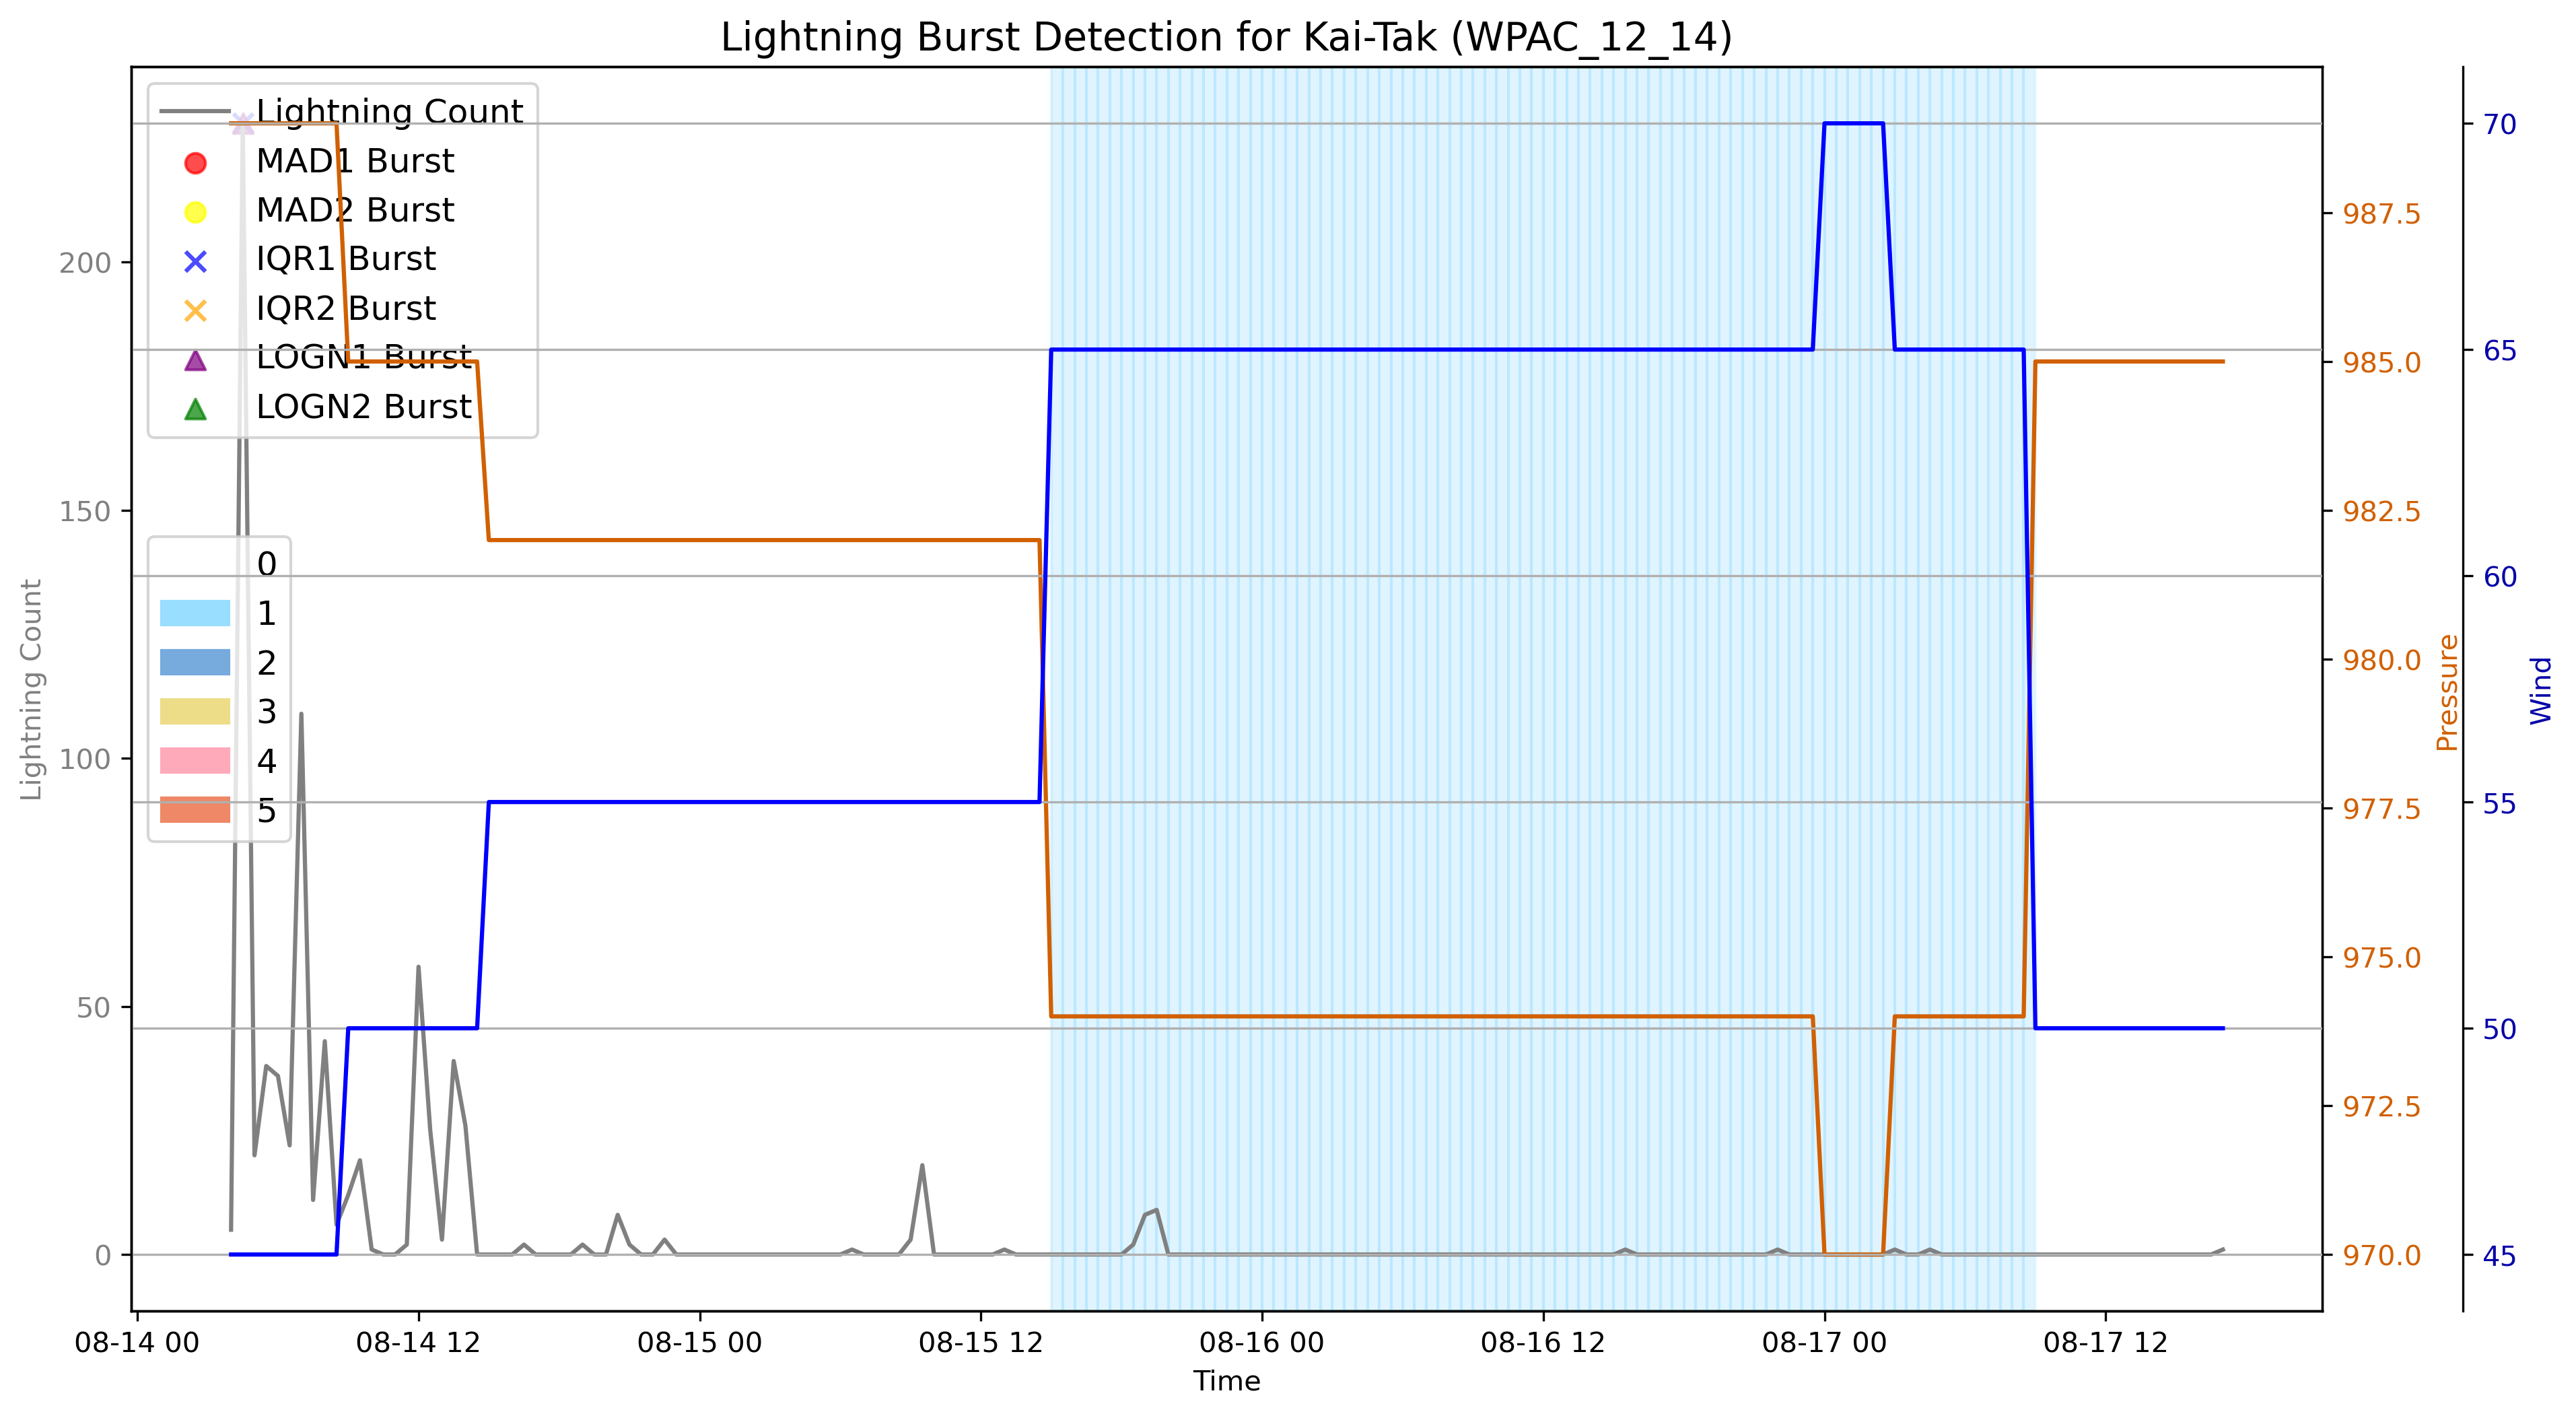 Lightning Burst Detection for Kai-Tak (WPAC_12_14)
Lightning Count
MAD1 Burst
MAD2 Burst
IQR1 Burst
IQR2 Burst
LOGN1 Burst
LOGN2 Burst
0
1
2
3
4
5
Lightning Count
200
150
100
50
0
987.5
985.0
982.5
980.0
977.5
975.0
972.5
970.0
Pressure
70
65
60
55
50
45
Wind
08-14 00
08-14 12
08-15 00
08-15 12
08-16 00
08-16 12
08-17 00
08-17 12
Time